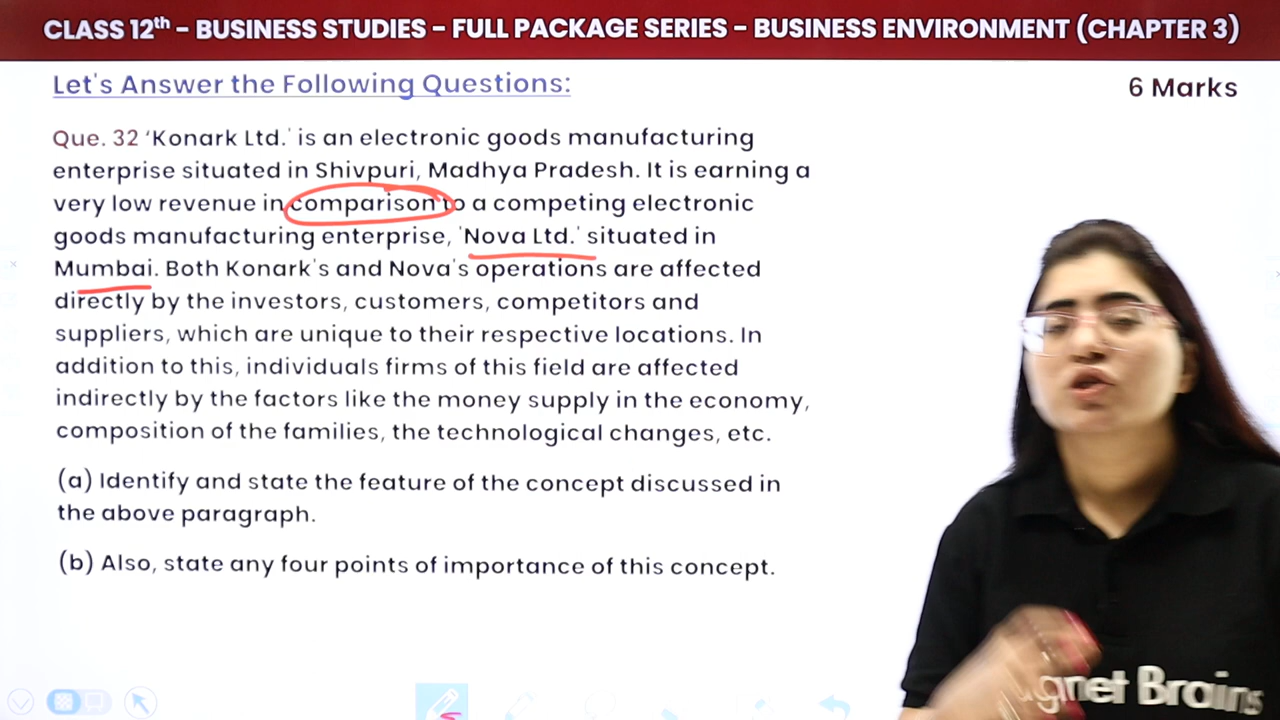 CLASS 12th – BUSINESS STUDIES – FULL PACKAGE SERIES – BUSINESS ENVIRONMENT (CHAPTER 3)
Let's Answer the Following Questions:
6 Marks
Que. 32 ‘Konark Ltd.' is an electronic goods manufacturing
enterprise situated in Shivpuri, Madhya Pradesh. It is earning a
very low revenue in comparison to a competing electronic
goods manufacturing enterprise, 'Nova Ltd.' situated in
Mumbai. Both Konark's and Nova's operations are affected
directly by the investors, customers, competitors and
suppliers, which are unique to their respective locations. In
addition to this, individuals firms of this field are affected
indirectly by the factors like the money supply in the economy,
composition of the families, the technological changes, etc.
(a) Identify and state the feature of the concept discussed in
the above paragraph.
(b) Also, state any four points of importance of this concept.
Brains